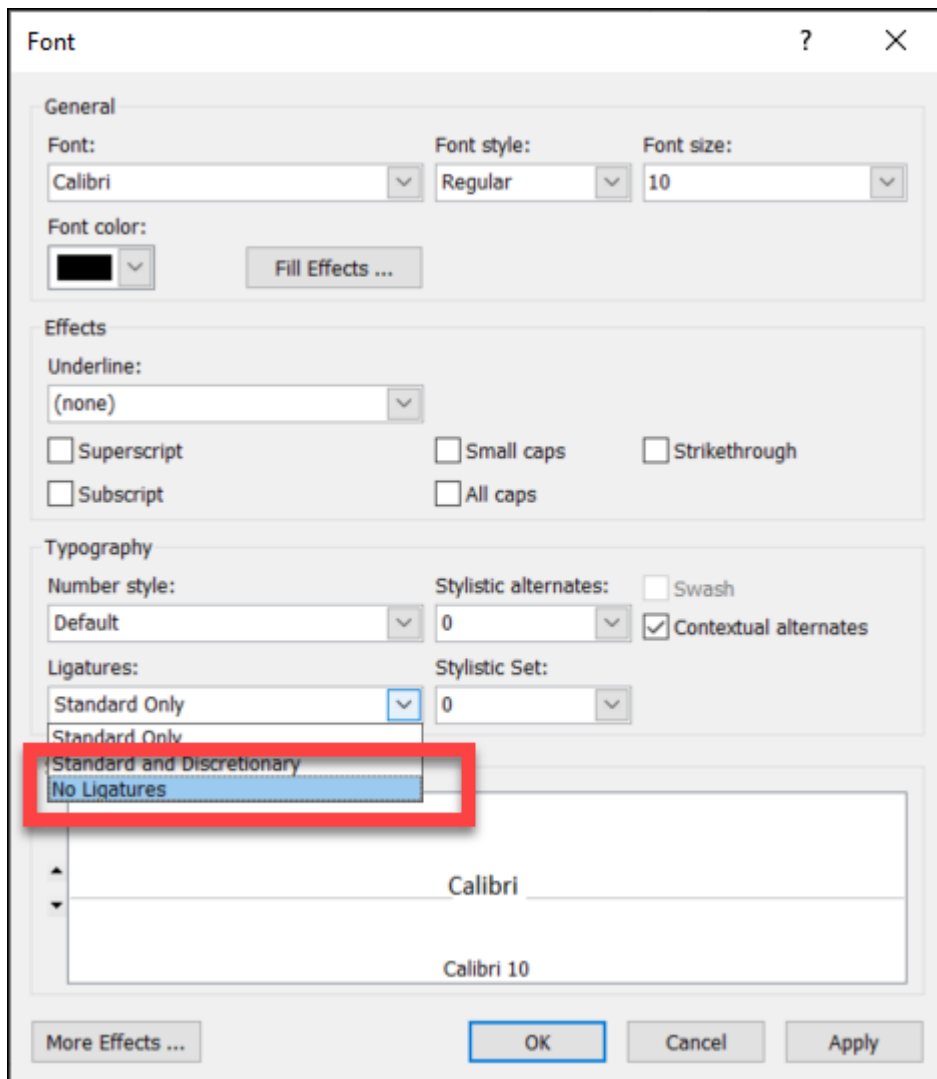 Font ?
General
Font: Font style: Font size:
Calibri Regular 10
Font color:
Fill Effects ...
Effects
Underline:
(none)
Superscript Small caps Strikethrough
Subscript All caps
Typography
Number style: Stylistic alternates: Swash
Default 0 Contextual alternates
Ligatures: Stylistic Set:
Standard Only 0
Standard Only
Standard and Discretionary
No Ligatures
Calibri
Calibri 10
More Effects ... OK Cancel Apply